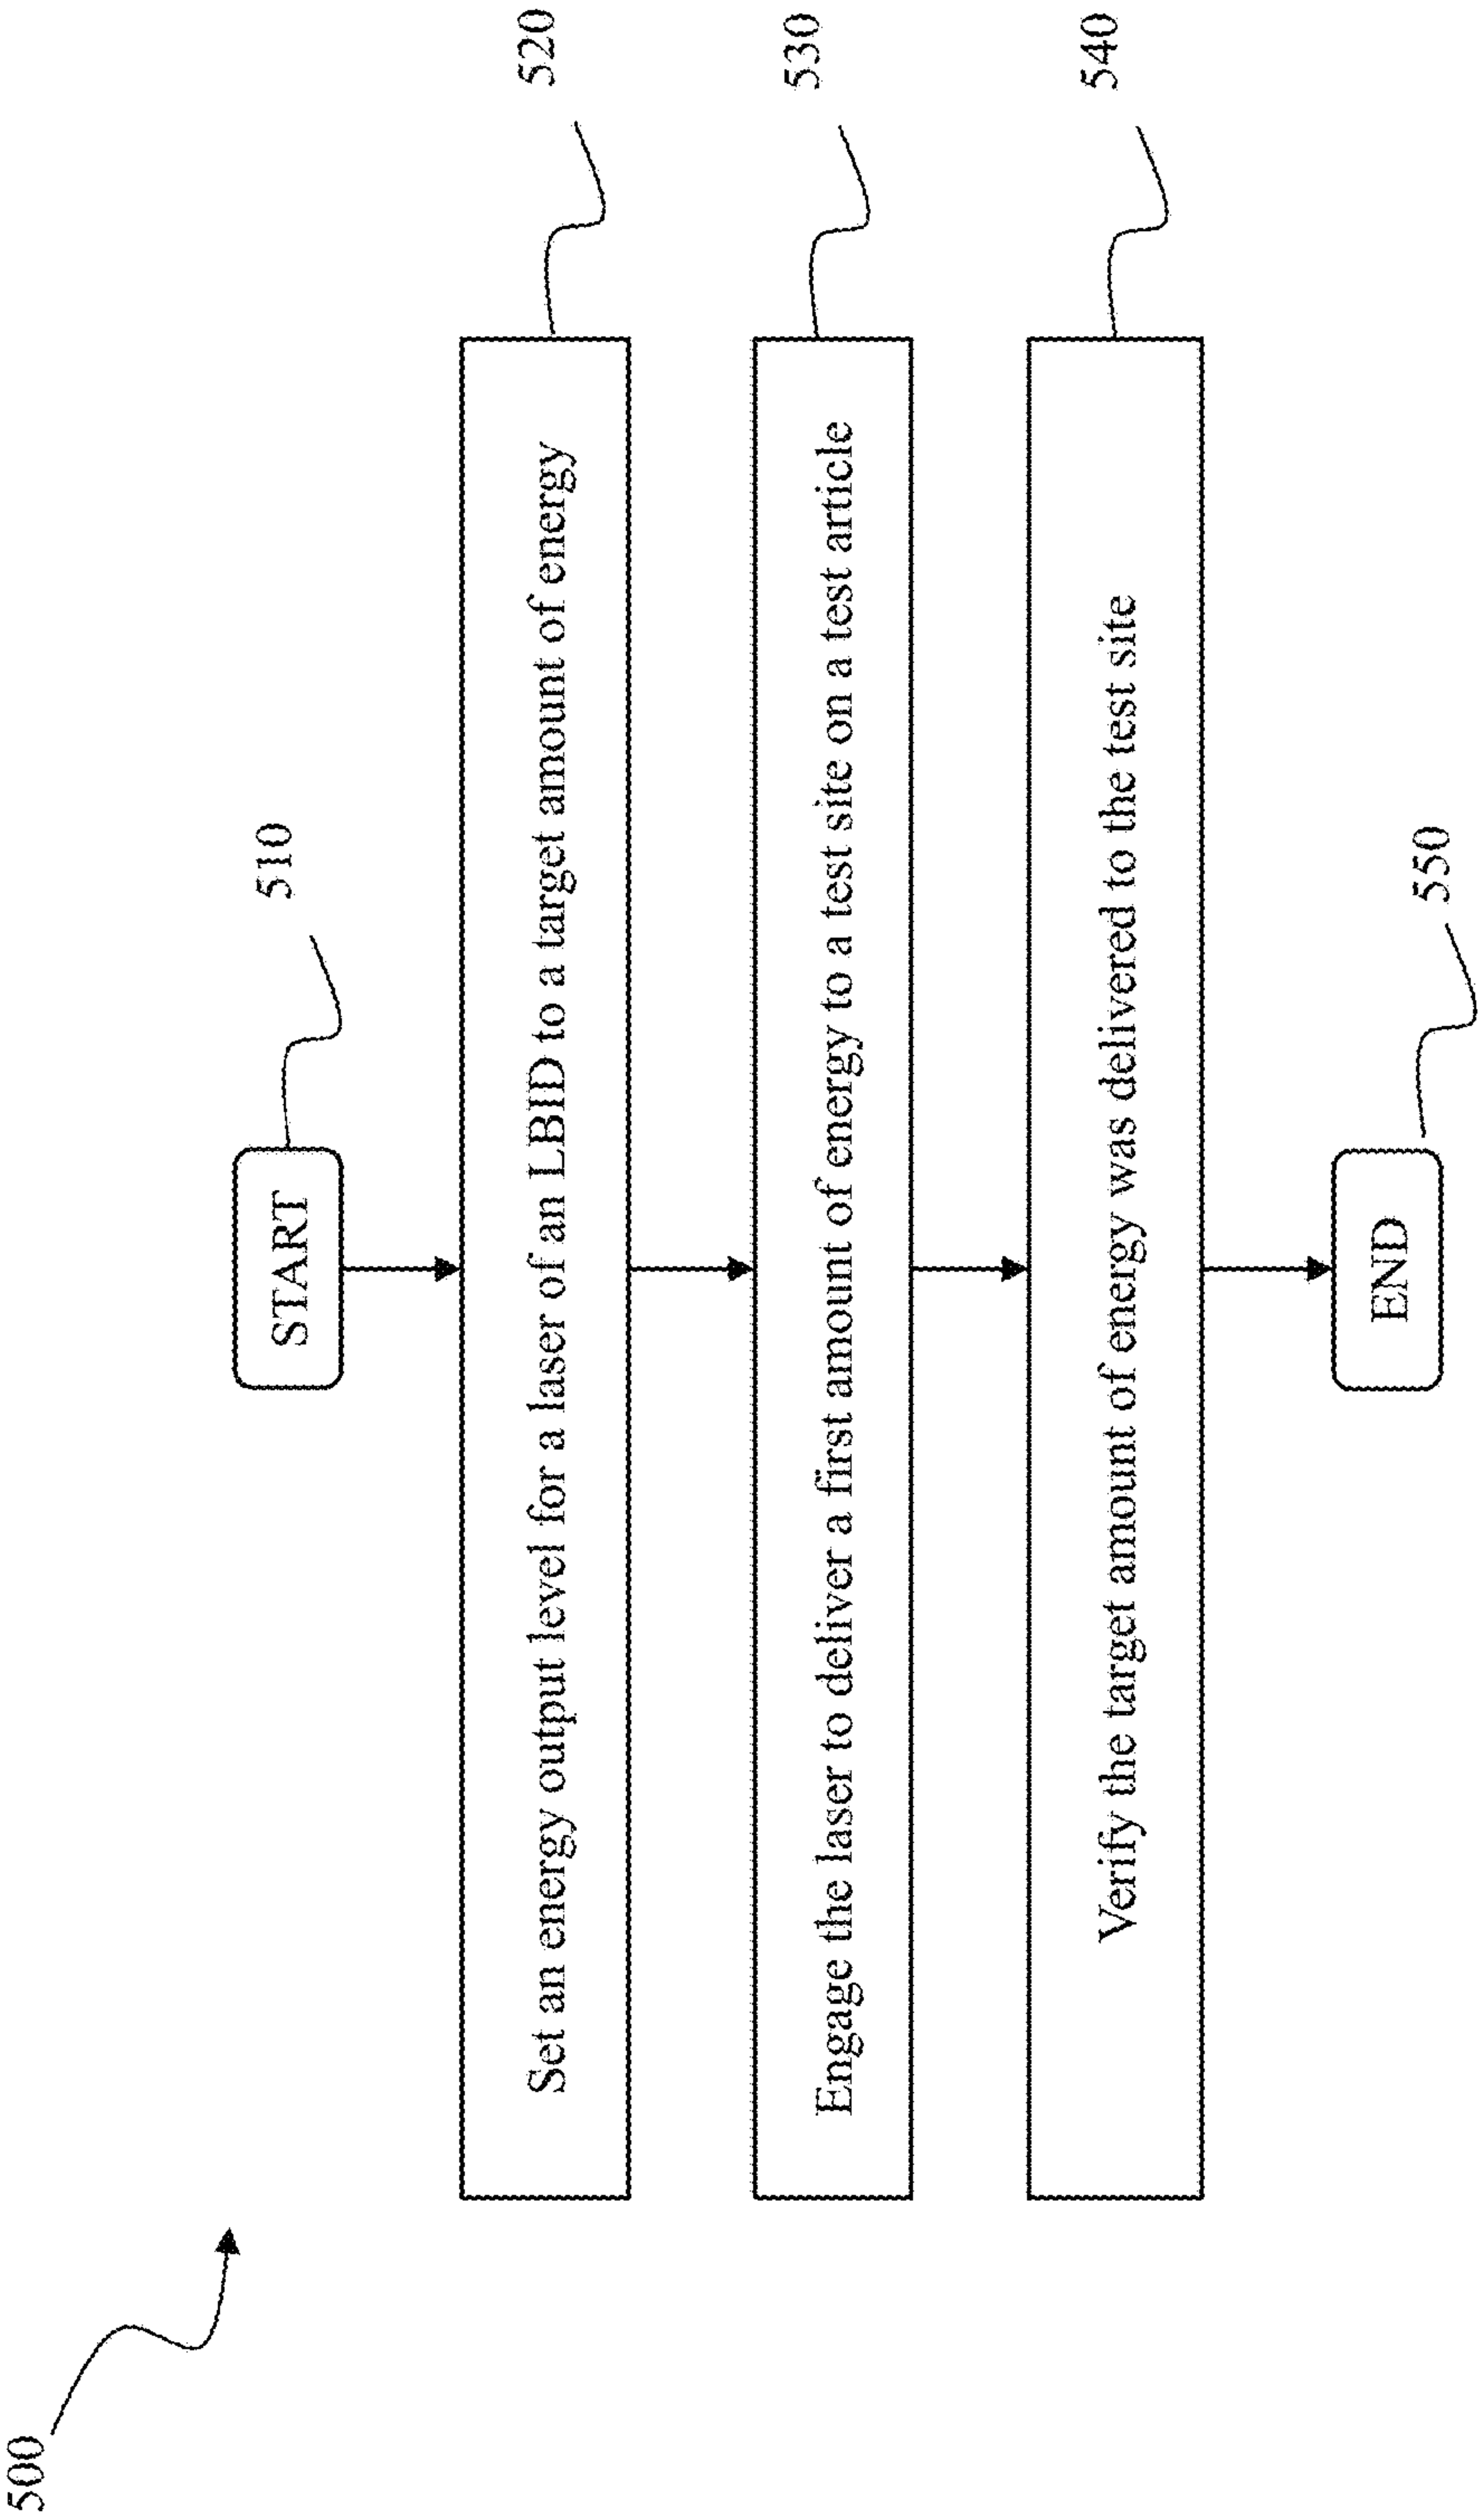 500
START
510
Set an energy output level for a laser of an LBID to a target amount of energy
520
Engage the laser to deliver a first amount of energy to a test site on a test article
530
Verify the target amount of energy was delivered to the test site
540
END
550